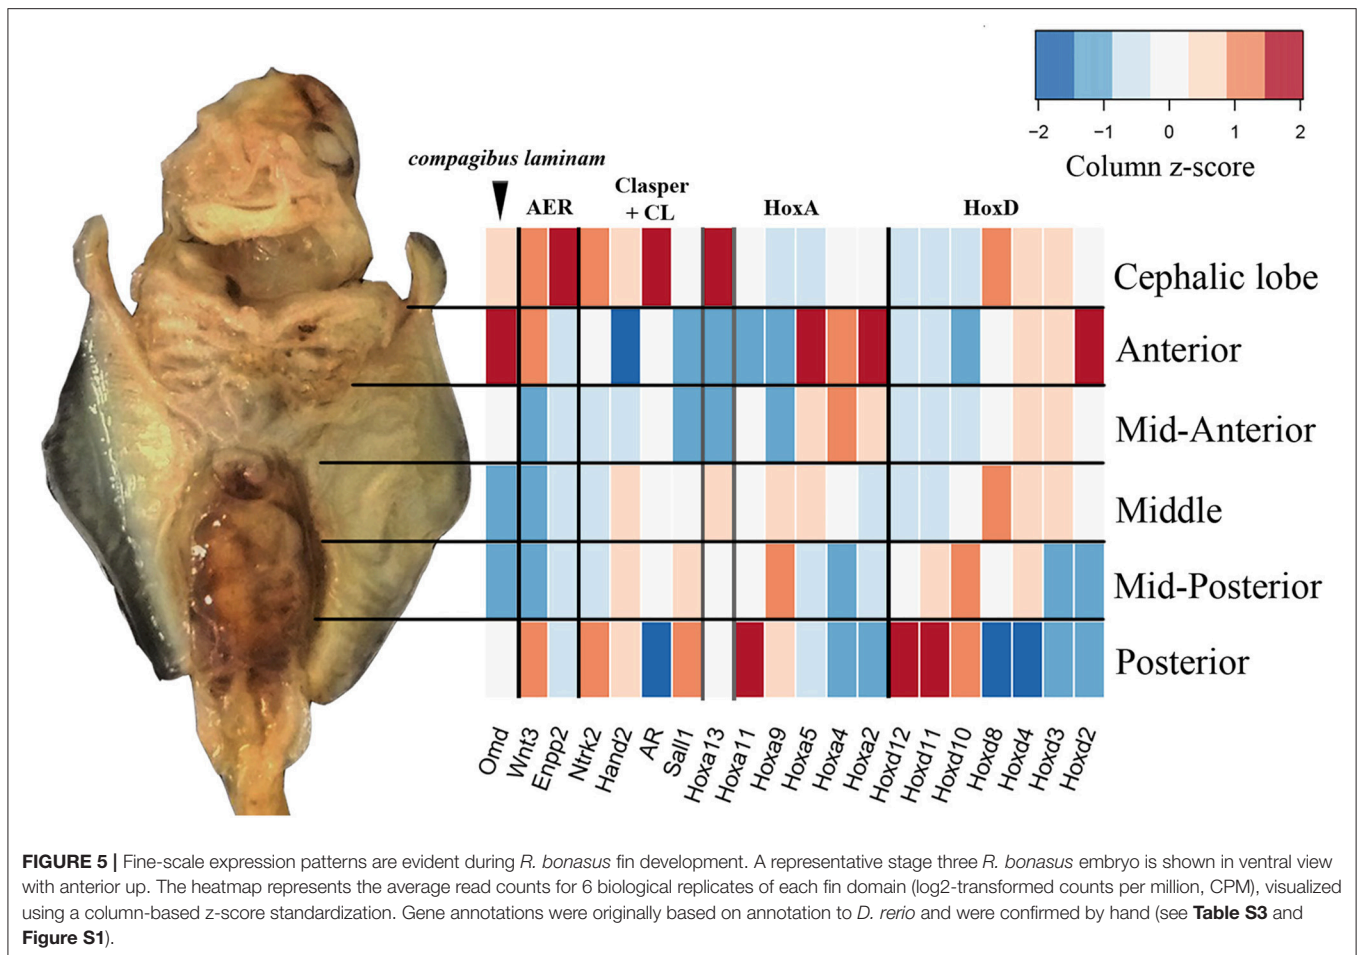 −2 −1 0 1 2
Column z-score
compagibus laminam
AER
Clasper
+ CL
HoxA
HoxD
Cephalic lobe
Anterior
Mid-Anterior
Middle
Mid-Posterior
Posterior
Omd Wnt3 Enpp2 Ntrk2 Hand2 AR Sall1 Hoxa13 Hoxa11 Hoxa9 Hoxa5 Hoxa4 Hoxa2 Hoxd12 Hoxd11 Hoxd10 Hoxd8 Hoxd4 Hoxd3 Hoxd2
FIGURE 5 | Fine-scale expression patterns are evident during R. bonasus fin development. A representative stage three R. bonasus embryo is shown in ventral view
with anterior up. The heatmap represents the average read counts for 6 biological replicates of each fin domain (log2-transformed counts per million, CPM), visualized
using a column-based z-score standardization. Gene annotations were originally based on annotation to D. rerio and were confirmed by hand (see Table S3 and
Figure S1).